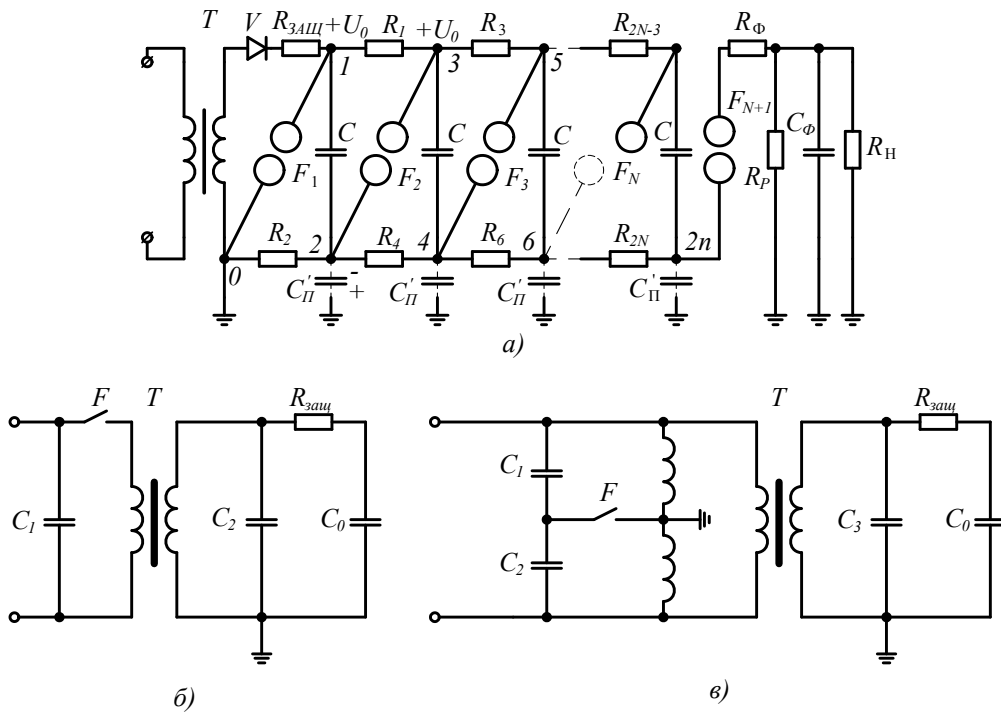 T V R_ЗАЩ +U_0 R_1 +U_0 R_3 R_2N-3 R_Ф
1 3 5
C C C C F_N+1 C_Ф R_Н
F_1 F_2 F_3 F_N R_P
R_2 2 R_4 4 R_6 6 R_2N 2n
0 C'_П - + C'_П C'_П C'_П
а)
F T R_защ T R_защ
C_1 C_2 C_0 C_1 F C_3 C_0
C_2
б) в)